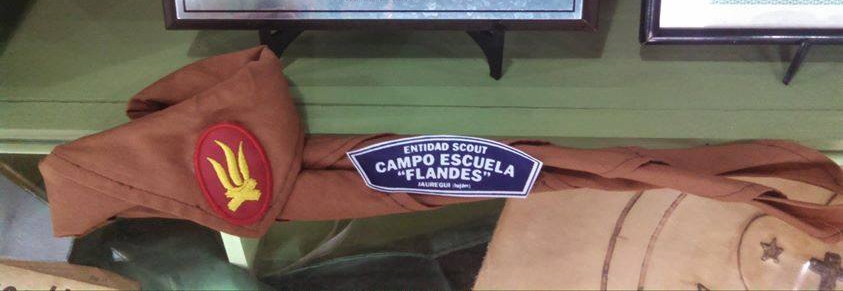 ENTIDAD SCOUT
CAMPO ESCUELA
"FLANDES"
JAUREGUI (luján)